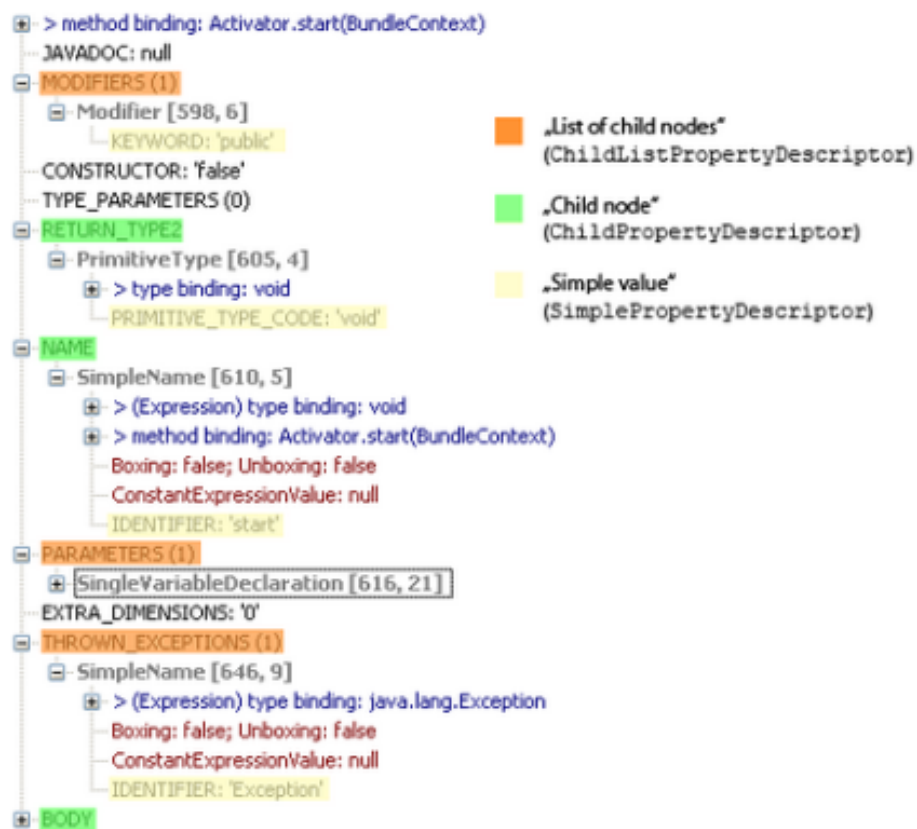 > method binding: Activator.start(BundleContext)
JAVADOC: null
MODIFIERS (1)
Modifier [598, 6]
KEYWORD: 'public'
CONSTRUCTOR: 'false'
TYPE_PARAMETERS (0)
RETURN_TYPE2
PrimitiveType [605, 4]
> type binding: void
PRIMITIVE_TYPE_CODE: 'void'
NAME
SimpleName [610, 5]
> (Expression) type binding: void
> method binding: Activator.start(BundleContext)
Boxing: false; Unboxing: false
ConstantExpressionValue: null
IDENTIFIER: 'start'
PARAMETERS (1)
SingleVariableDeclaration [616, 21]
EXTRA_DIMENSIONS: '0'
THROWN_EXCEPTIONS (1)
SimpleName [646, 9]
> (Expression) type binding: java.lang.Exception
Boxing: false; Unboxing: false
ConstantExpressionValue: null
IDENTIFIER: 'Exception'
BODY
„List of child nodes“
(ChildListPropertyDescriptor)
„Child node“
(ChildPropertyDescriptor)
„Simple value“
(SimplePropertyDescriptor)